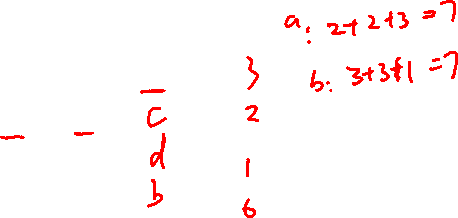 a: 2+2+3=7
b: 3+3+1=7
— 3
c 2
— — d 1
b 6